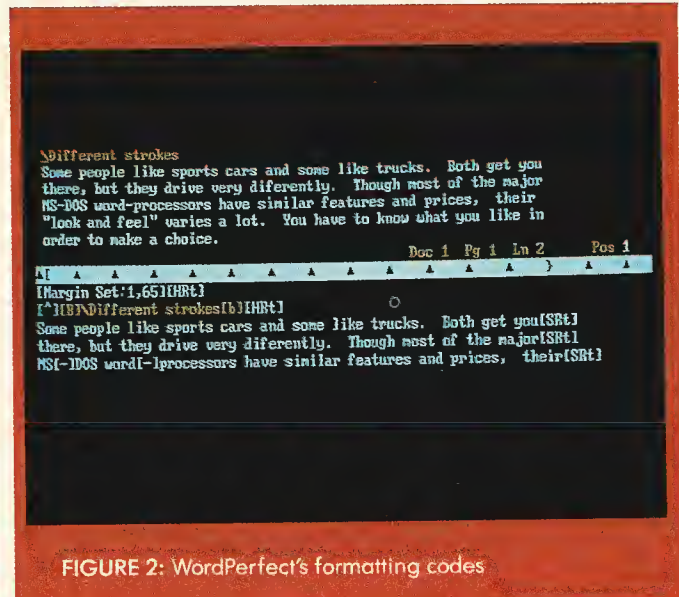 \Different strokes
Some people like sports cars and some like trucks.  Both get you
there, but they drive very diferently.  Though most of the major
MS-DOS word-processors have similar features and prices,  their
"look and feel" varies a lot.  You have to know what you like in
order to make a choice.
Doc 1  Pg 1  Ln 2      Pos 1
[Margin Set:1,65][HRt]
[^][B]\Different strokes[b][HRt]
Some people like sports cars and some like trucks.  Both get you[SRt]
there, but they drive very diferently.  Though most of the major[SRt]
MS[-]DOS word[-]processors have similar features and prices,  their[SRt]
FIGURE 2: WordPerfect's formatting codes